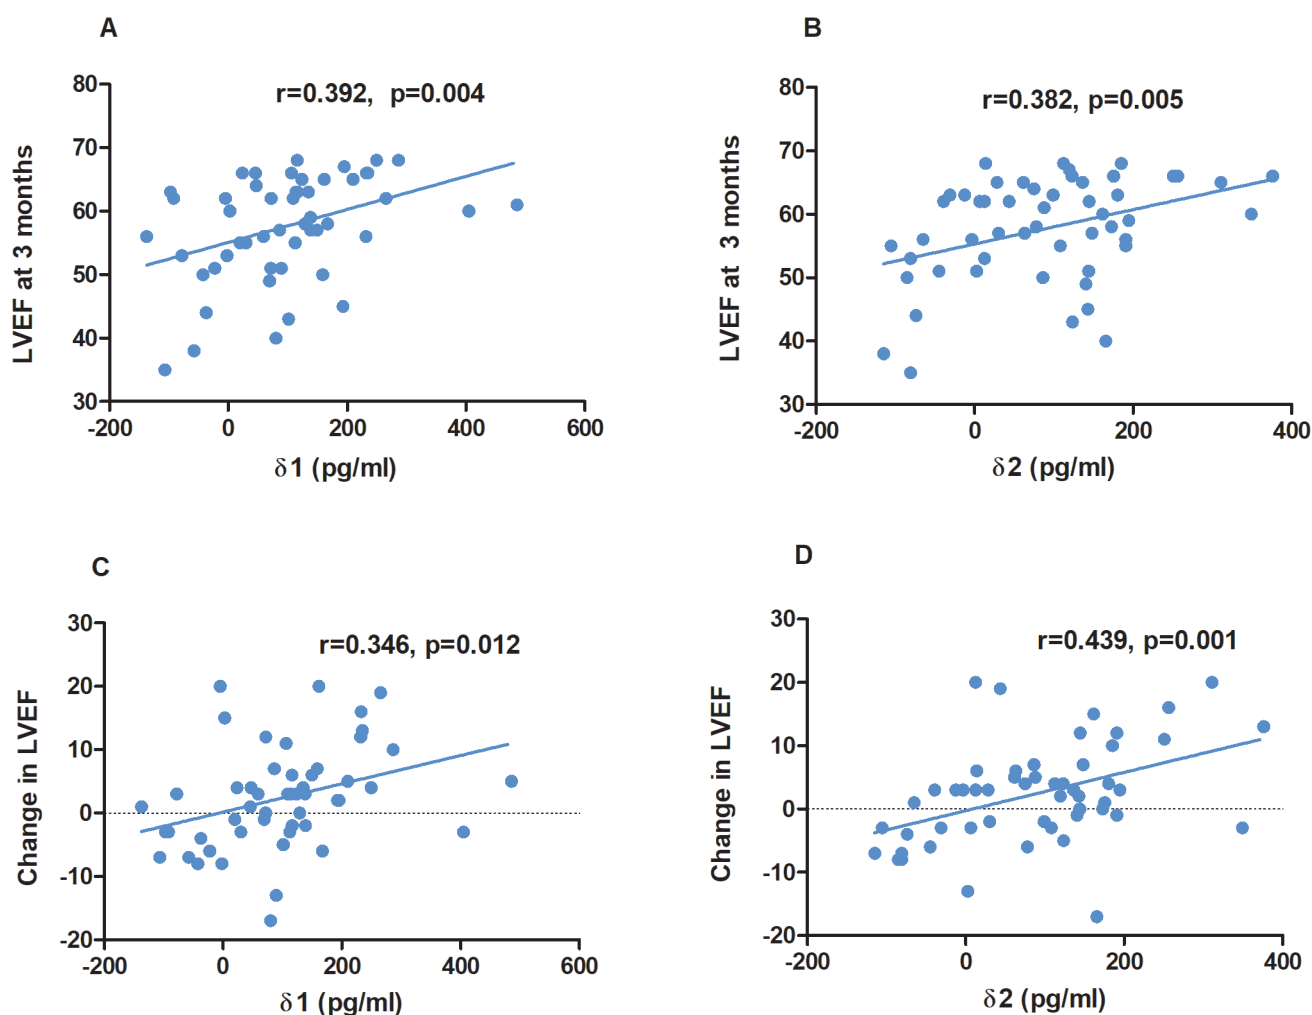 A
r=0.392, p=0.004
LVEF at 3 months
80
70
60
50
40
30
-200
0
200
400
600
δ1 (pg/ml)
B
r=0.382, p=0.005
LVEF at 3 months
80
70
60
50
40
30
-200
0
200
400
δ2 (pg/ml)
C
r=0.346, p=0.012
Change in LVEF
30
20
10
0
-10
-20
-200
0
200
400
600
δ1 (pg/ml)
D
r=0.439, p=0.001
Change in LVEF
30
20
10
0
-10
-20
-200
0
200
400
δ2 (pg/ml)